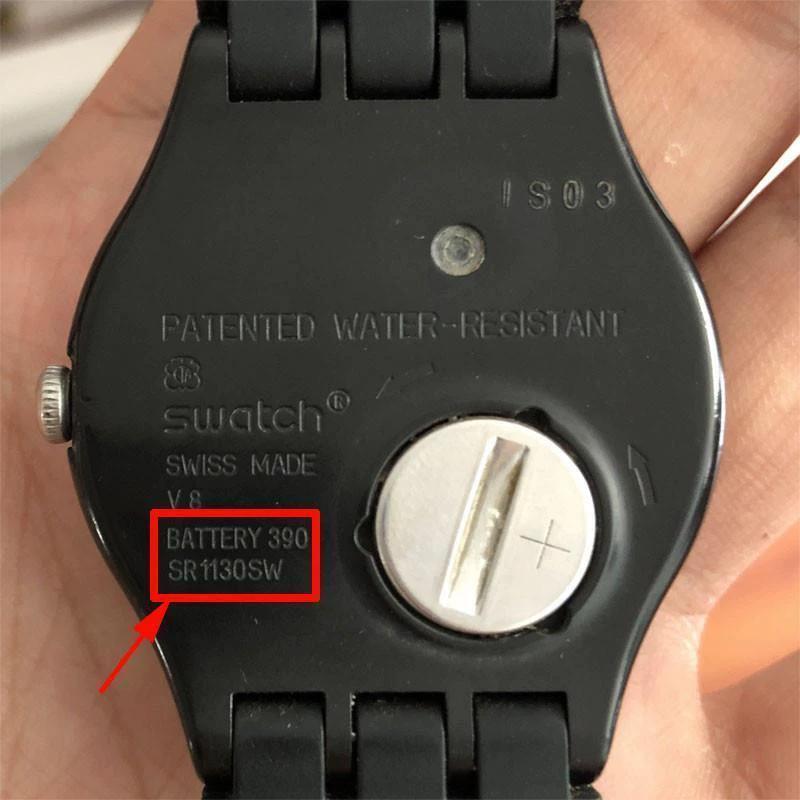 IS03
PATENTED WATER-RESISTANT
swatch®
SWISS MADE
V 8
BATTERY 390
SR1130SW
+